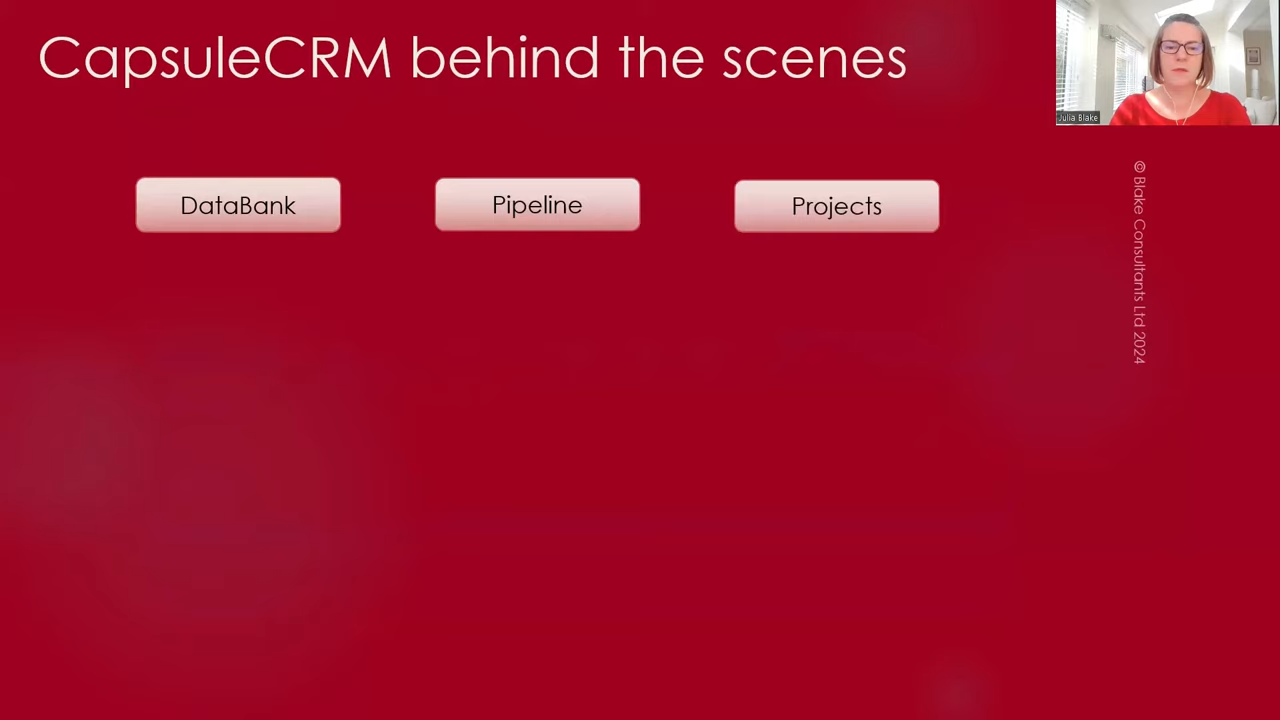 CapsuleCRM behind the scenes
Julia Blake
DataBank
Pipeline
Projects
© Blake Consultants Ltd 2024